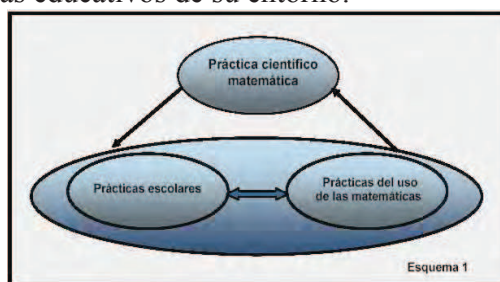 as educativos de su entorno.
Práctica científico
matemática
Prácticas escolares
Prácticas del uso
de las matemáticas
Esquema 1